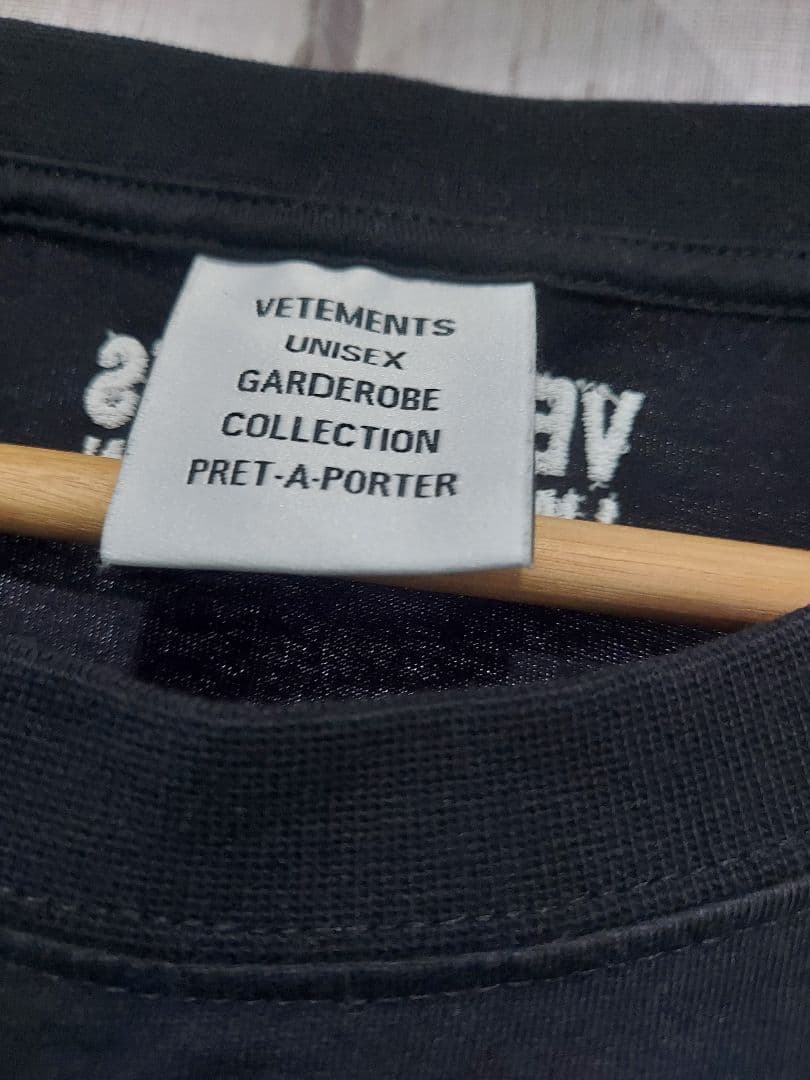 VETEMENTS
UNISEX
GARDEROBE
COLLECTION
PRET-A-PORTER